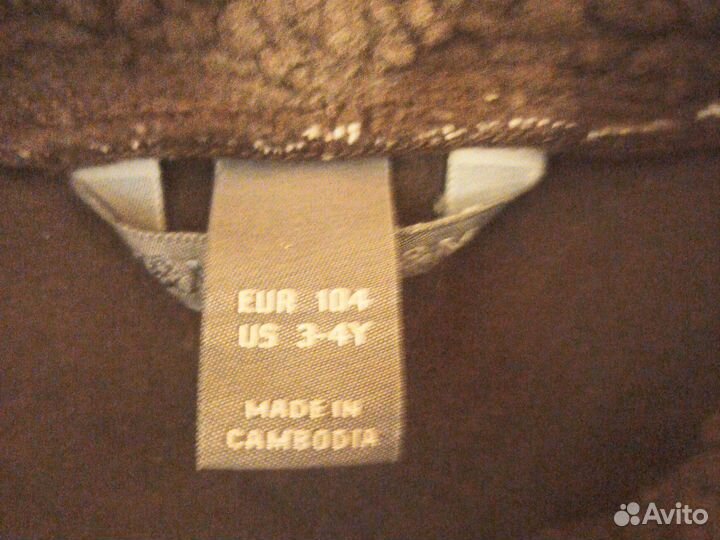 EUR 104
US 3-4Y
MADE IN
CAMBODIA
Avito